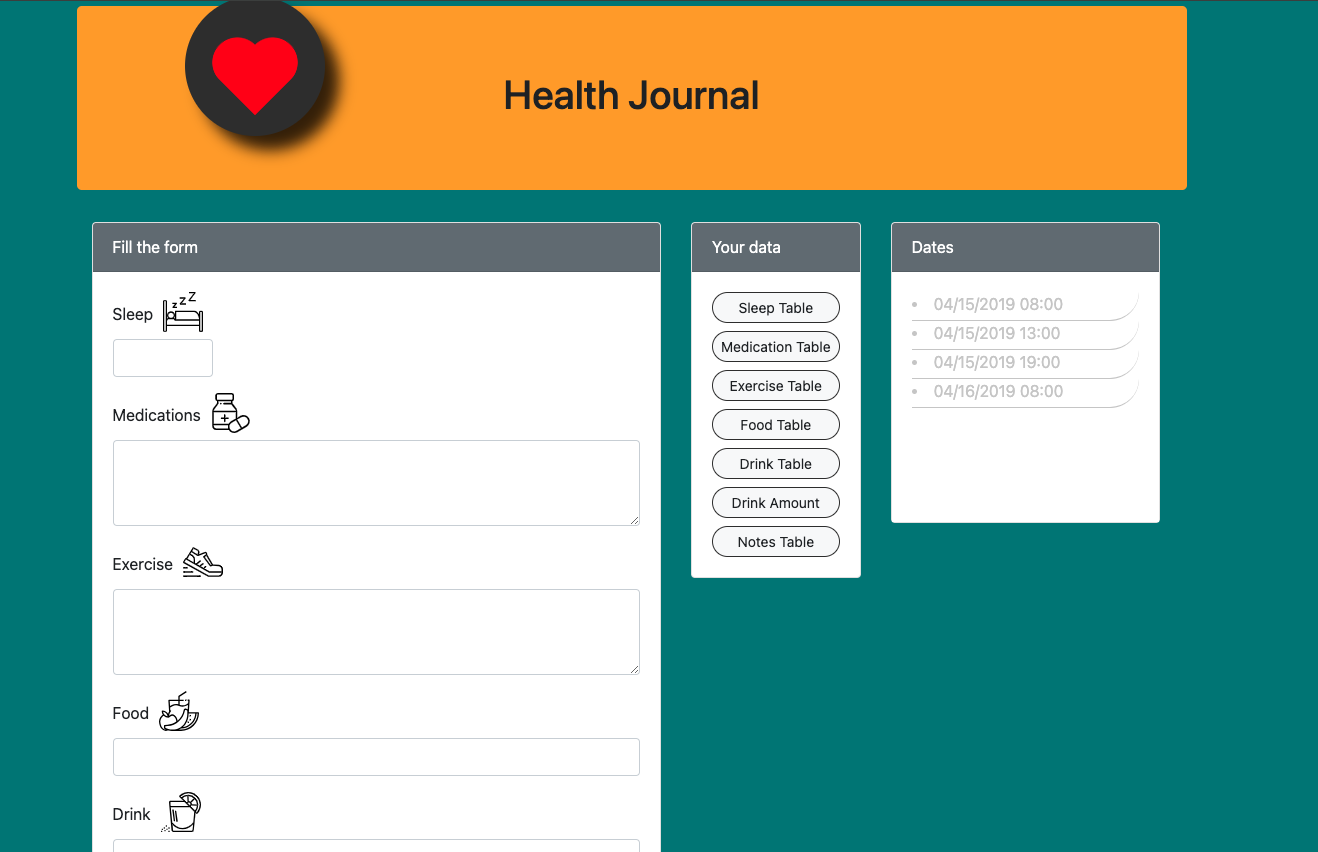 Health Journal
Fill the form
Sleep
zzZ
Medications
Exercise
Food
Drink
Your data
Sleep Table
Medication Table
Exercise Table
Food Table
Drink Table
Drink Amount
Notes Table
Dates
04/15/2019 08:00
04/15/2019 13:00
04/15/2019 19:00
04/16/2019 08:00